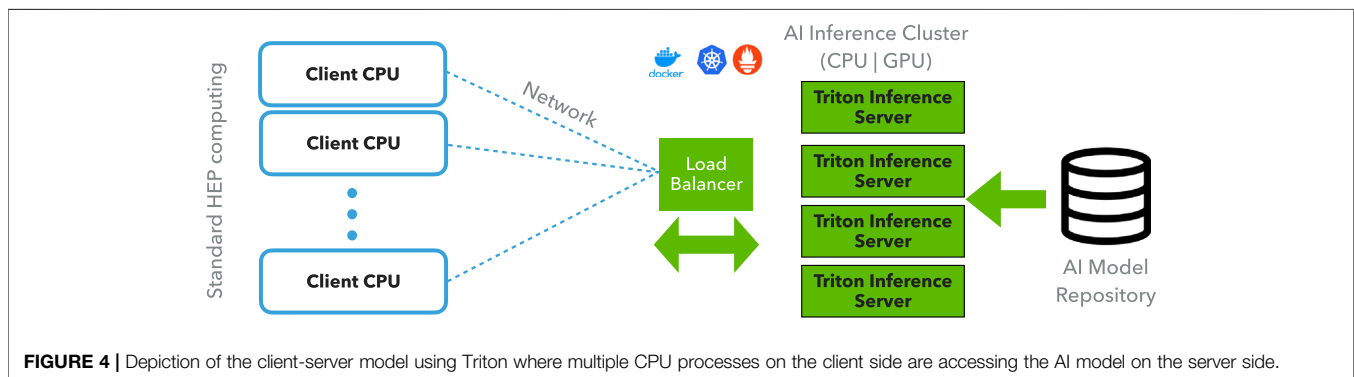 Standard HEP computing
Client CPU
Client CPU
Client CPU
Network
docker
Load
Balancer
AI Inference Cluster
(CPU | GPU)
Triton Inference
Server
Triton Inference
Server
Triton Inference
Server
Triton Inference
Server
AI Model
Repository
FIGURE 4 | Depiction of the client-server model using Triton where multiple CPU processes on the client side are accessing the AI model on the server side.